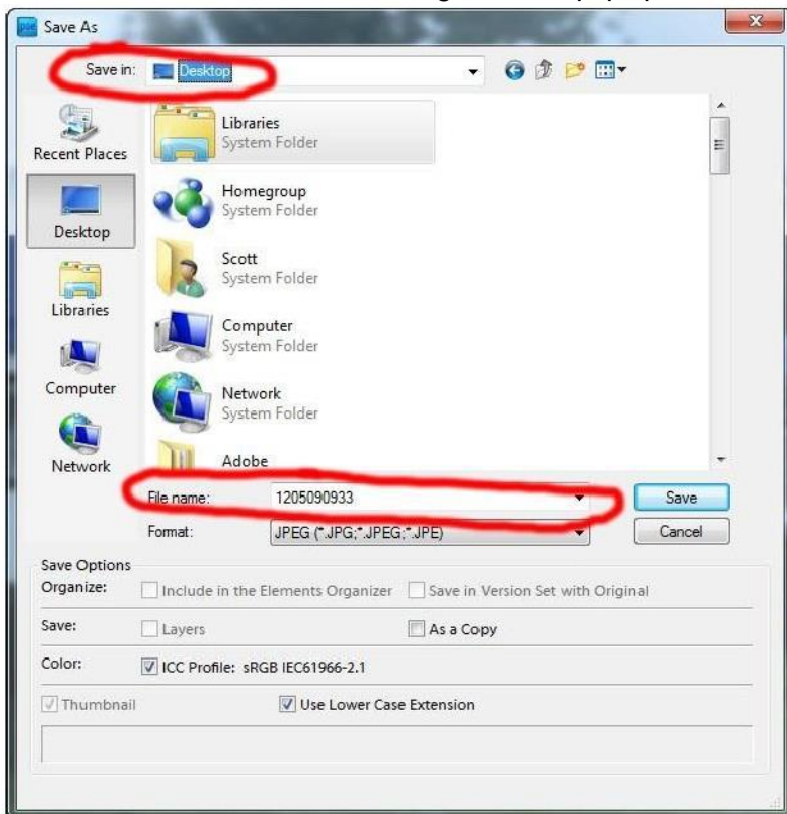 Save As
Save in: Desktop
Recent Places
Desktop
Libraries
Computer
Network
Libraries
System Folder
Homegroup
System Folder
Scott
System Folder
Computer
System Folder
Network
System Folder
Adobe
File name: 1205090933 Save
Format: JPEG (*.JPG;*.JPEG;*.JPE) Cancel
Save Options
Organize: Include in the Elements Organizer Save in Version Set with Original
Save: Layers As a Copy
Color: ICC Profile: sRGB IEC61966-2.1
Thumbnail Use Lower Case Extension